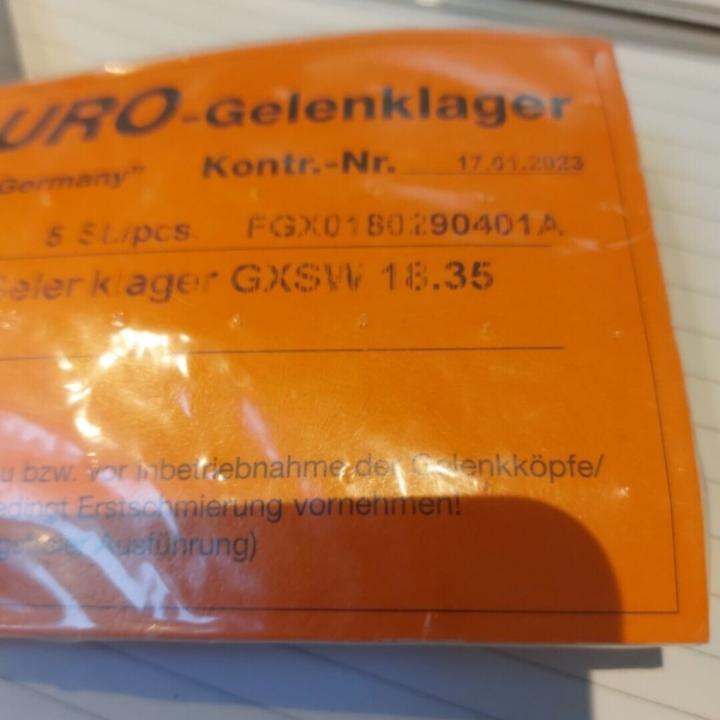 URO-Gelenklager
Germany" Kontr.-Nr. 17.01.2023
5 St./pcs. FGX0180290401A
Gelenklager GXSW 18.35
u bzw. vor Inbetriebnahme der Gelenkköpfe/
edingt Erstschmierung vornehmen!
Ausführung)